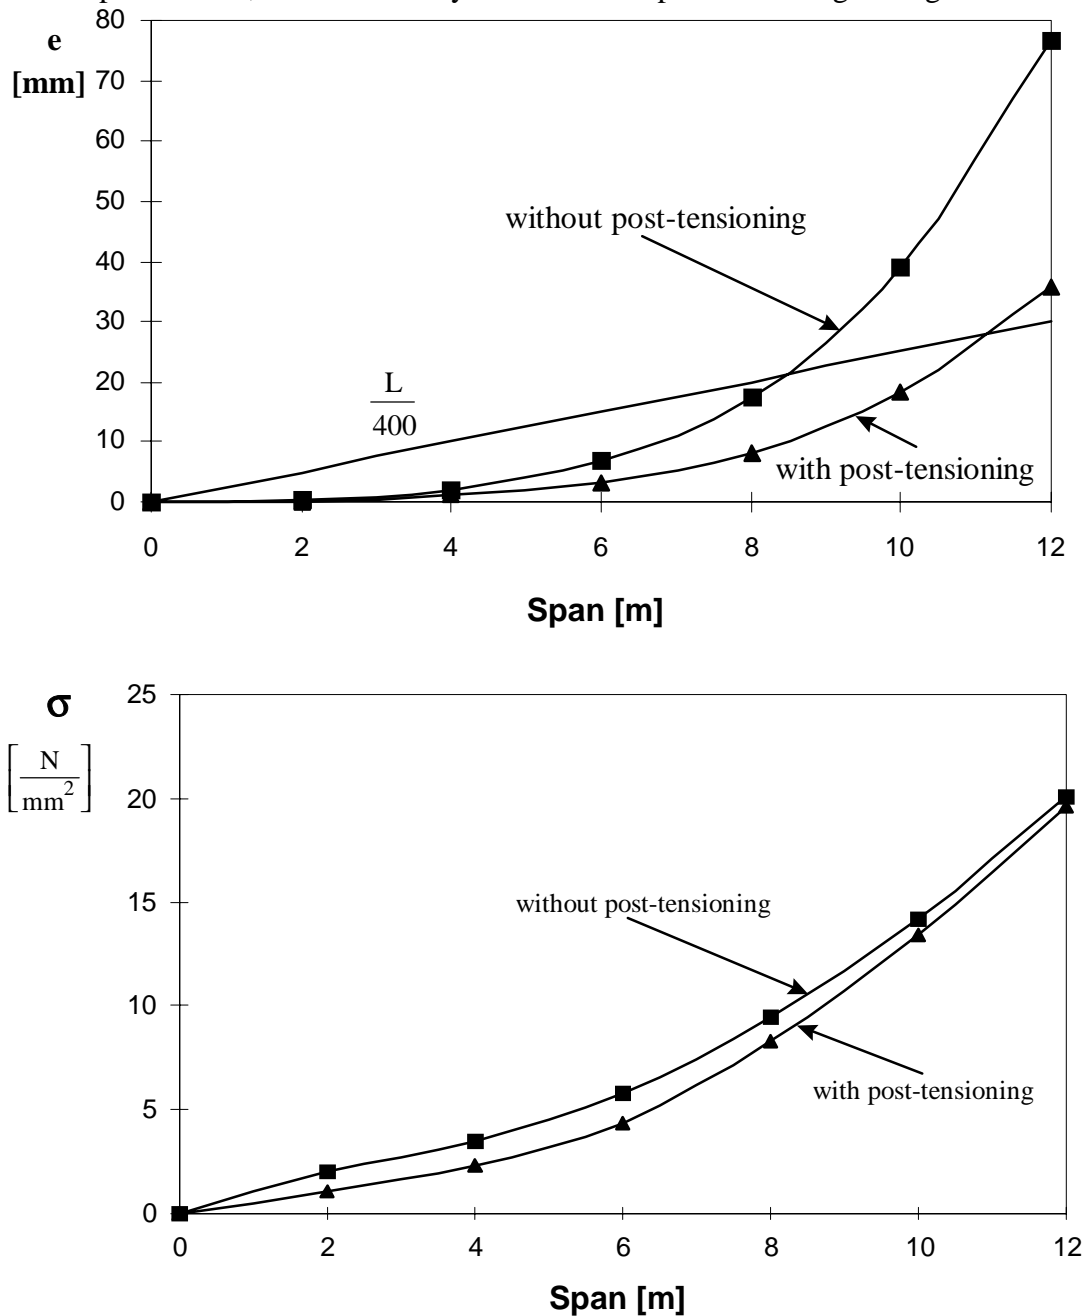 80
e
[mm]
70
60
50
40
30
20
10
0
without post-tensioning
L
400
with post-tensioning
0 2 4 6 8 10 12
Span [m]
σ
[N/mm²]
25
20
15
10
5
0
without post-tensioning
with post-tensioning
0 2 4 6 8 10 12
Span [m]